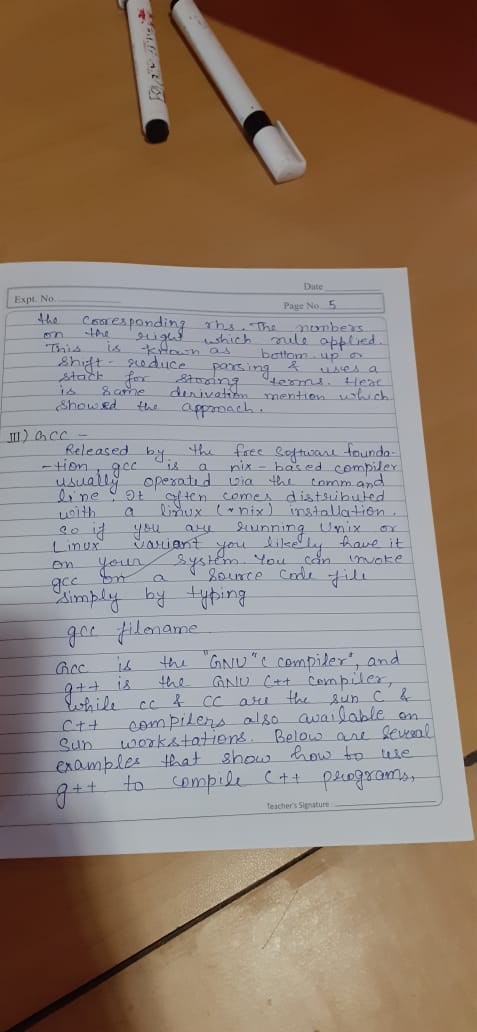 Date
Expt. No.
Page No. 5
the cooresponding rhs. The numbers
on the right which rule applied.
This is known as bottom-up or
Shift-reduce parsing & uses a
stack for storing terms. Here
is same derivation mention which
showed the approach.
III) Gcc -
Released by the free Software founda-
-tion, gcc is a nix-based compiler
usually operated via the command
line. It often comes distributed
with a linux (*nix) installation.
so if you are running Unix or
Linux variant you likely have it
on your system. You can invoke
gcc on a source code file
simply by typing
gcc filename
Gcc is the "GNU" C compiler", and
g++ is the GNU C++ compiler,
while cc & CC are the sun C &
C++ compilers also available on
Sun workstations. Below are several
examples that show how to use
g++ to compile C++ programs,
Teacher's Signature